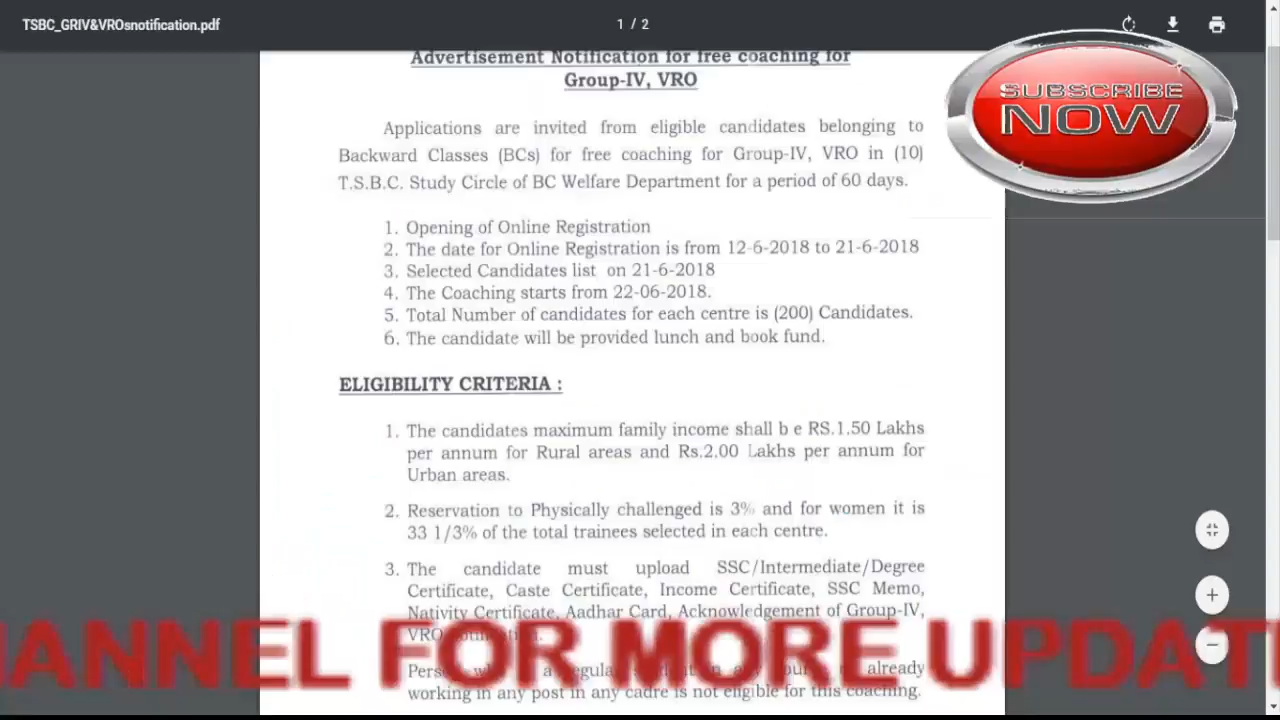 TSBC_GRIV&VROsnotification.pdf
1 / 2
Advertisement Notification for free coaching for
Group-IV, VRO
SUBSCRIBE
NOW
Applications are invited from eligible candidates belonging to
Backward Classes (BCs) for free coaching for Group-IV, VRO in (10)
T.S.B.C. Study Circle of BC Welfare Department for a period of 60 days.
1. Opening of Online Registration
2. The date for Online Registration is from 12-6-2018 to 21-6-2018
3. Selected Candidates list on 21-6-2018
4. The Coaching starts from 22-06-2018.
5. Total Number of candidates for each centre is (200) Candidates.
6. The candidate will be provided lunch and book fund.
ELIGIBILITY CRITERIA :
1. The candidates maximum family income shall b e RS.1.50 Lakhs
per annum for Rural areas and Rs.2.00 Lakhs per annum for
Urban areas.
2. Reservation to Physically challenged is 3% and for women it is
33 1/3% of the total trainees selected in each centre.
3. The candidate must upload SSC/Intermediate/Degree
Certificate, Caste Certificate, Income Certificate, SSC Memo,
Nativity Certificate, Aadhar Card, Acknowledgement of Group-IV,
VRO
HANNEL FOR MORE UPDAT
already
working in any post in any cadre is not eligible for this coaching.